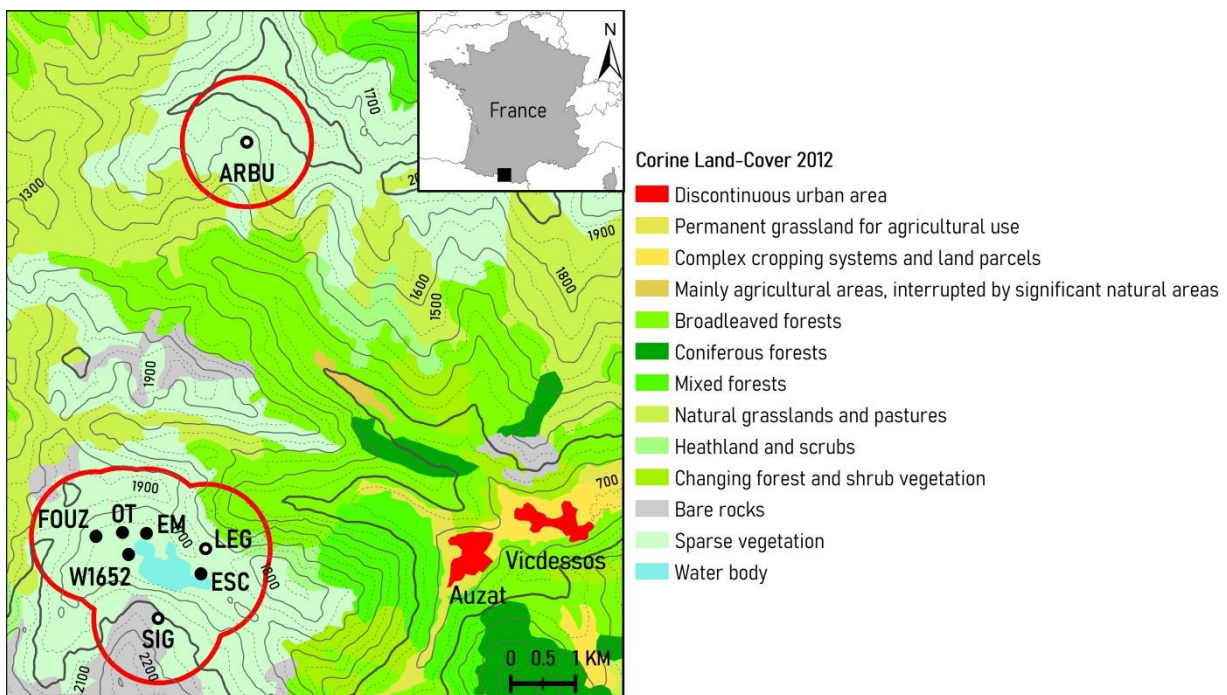 N
France
1700
ARBU
1300
20
1900
1800
1600
1500
1900
1900
FOUZ
OT
EM
LEG
1800
W1652
ESC
SIG
2100
2200
700
Vicdessos
Auzat
0 0.5 1 KM
Corine Land-Cover 2012
Discontinuous urban area
Permanent grassland for agricultural use
Complex cropping systems and land parcels
Mainly agricultural areas, interrupted by significant natural areas
Broadleaved forests
Coniferous forests
Mixed forests
Natural grasslands and pastures
Heathland and scrubs
Changing forest and shrub vegetation
Bare rocks
Sparse vegetation
Water body